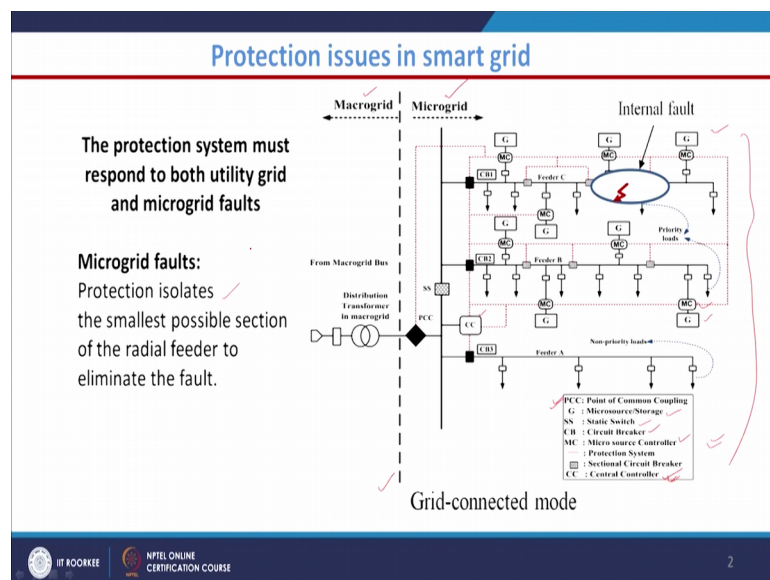 Protection issues in smart grid
The protection system must
respond to both utility grid
and microgrid faults
Microgrid faults:
Protection isolates
the smallest possible section
of the radial feeder to
eliminate the fault.
Macrogrid
Microgrid
Internal fault
G
G
G
MC
MC
MC
CB1
Feeder C
MC
G
G
G
MC
MC
Priority
loads
CB2
Feeder B
From Macrogrid Bus
SS
MC
MC
G
G
Distribution
Transformer
in macrogrid
PCC
CC
Non-priority loads
CB3
Feeder A
PCC: Point of Common Coupling
G : Microsource/Storage
SS : Static Switch
CB : Circuit Breaker
MC : Micro source Controller
: Protection System
: Sectional Circuit Breaker
CC : Central Controller
Grid-connected mode
IIT ROORKEE
NPTEL ONLINE
CERTIFICATION COURSE
2